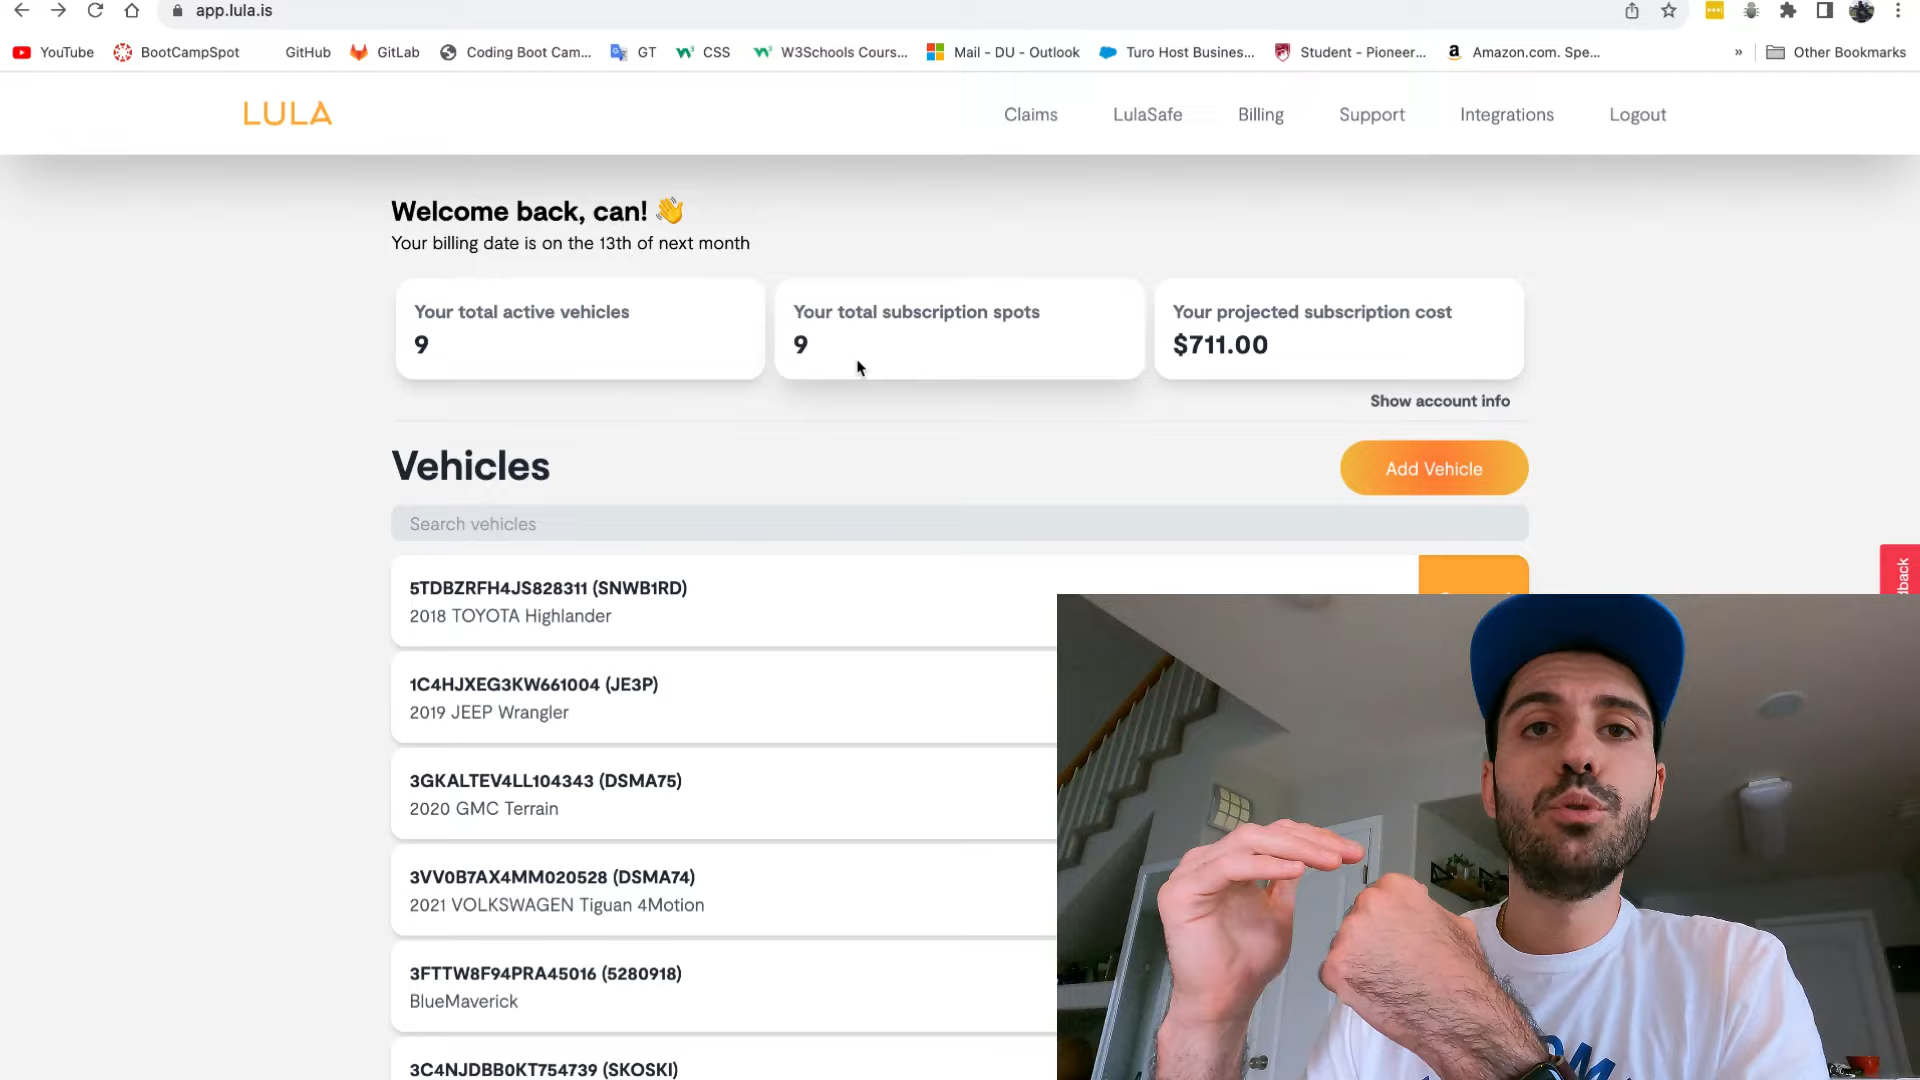 app.lula.is
YouTube BootCampSpot GitHub GitLab Coding Boot Cam... GT CSS W3Schools Cours... Mail - DU - Outlook Turo Host Busines... Student - Pioneer... Amazon.com. Spe... » Other Bookmarks
LULA Claims LulaSafe Billing Support Integrations Logout
Welcome back, can! 👋
Your billing date is on the 13th of next month
Your total active vehicles
9
Your total subscription spots
9
Your projected subscription cost
$711.00
Show account info
Vehicles
Add Vehicle
Search vehicles
5TDBZRFH4JS828311 (SNWB1RD)
2018 TOYOTA Highlander
1C4HJXEG3KW661004 (JE3P)
2019 JEEP Wrangler
3GKALTEV4LL104343 (DSMA75)
2020 GMC Terrain
3VV0B7AX4MM020528 (DSMA74)
2021 VOLKSWAGEN Tiguan 4Motion
3FTTW8F94PRA45016 (5280918)
BlueMaverick
3C4NJDBB0KT754739 (SKOSKI)